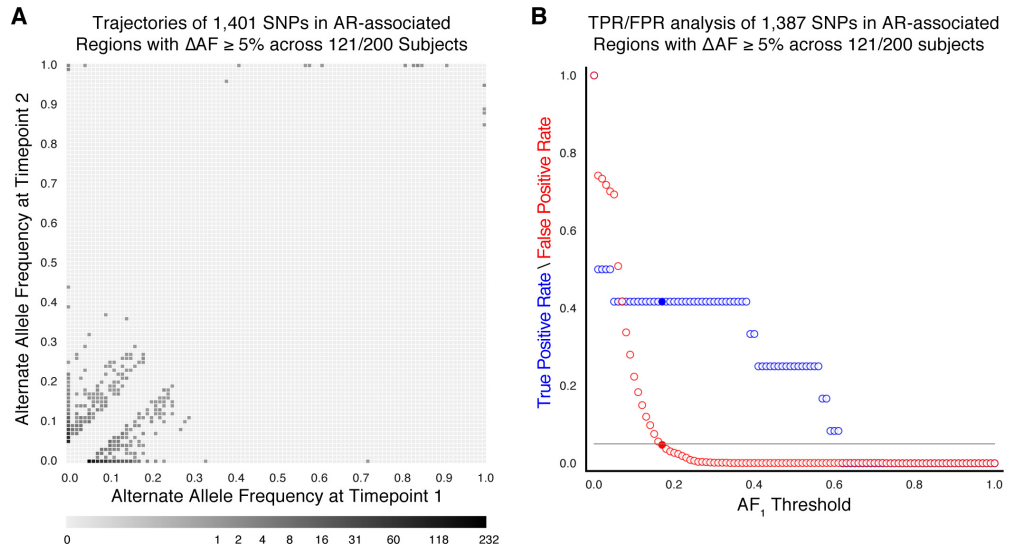 A
Trajectories of 1,401 SNPs in AR-associated
Regions with ΔAF ≥ 5% across 121/200 Subjects
Alternate Allele Frequency at Timepoint 2
1.0
0.9
0.8
0.7
0.6
0.5
0.4
0.3
0.2
0.1
0.0
0.0 0.1 0.2 0.3 0.4 0.5 0.6 0.7 0.8 0.9 1.0
Alternate Allele Frequency at Timepoint 1
0 1 2 4 8 16 31 60 118 232
B
TPR/FPR analysis of 1,387 SNPs in AR-associated
Regions with ΔAF ≥ 5% across 121/200 subjects
True Positive Rate \ False Positive Rate
1.0
0.8
0.6
0.4
0.2
0.0
0.0 0.2 0.4 0.6 0.8 1.0
AF₁ Threshold